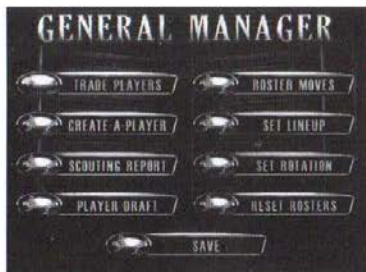 GENERAL MANAGER
TRADE PLAYERS
ROSTER MOVES
CREATE-A-PLAYER
SET LINEUP
SCOUTING REPORT
SET ROTATION
PLAYER DRAFT
RESET ROSTERS
SAVE